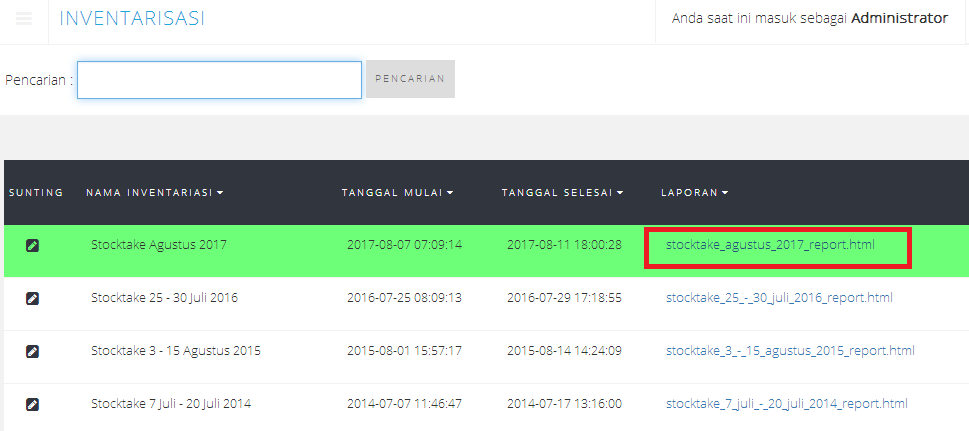 INVENTARISASI
Anda saat ini masuk sebagai Administrator
Pencarian :
PENCARIAN
SUNTING NAMA INVENTARIASI TANGGAL MULAI TANGGAL SELESAI LAPORAN
Stocktake Agustus 2017 2017-08-07 07:09:14 2017-08-11 18:00:28 stocktake_agustus_2017_report.html
Stocktake 25 - 30 Juli 2016 2016-07-25 08:09:13 2016-07-29 17:18:55 stocktake_25_-_30_juli_2016_report.html
Stocktake 3 - 15 Agustus 2015 2015-08-01 15:57:17 2015-08-14 14:24:09 stocktake_3_-_15_agustus_2015_report.html
Stocktake 7 Juli - 20 Juli 2014 2014-07-07 11:46:47 2014-07-17 13:16:00 stocktake_7_juli_-_20_juli_2014_report.html